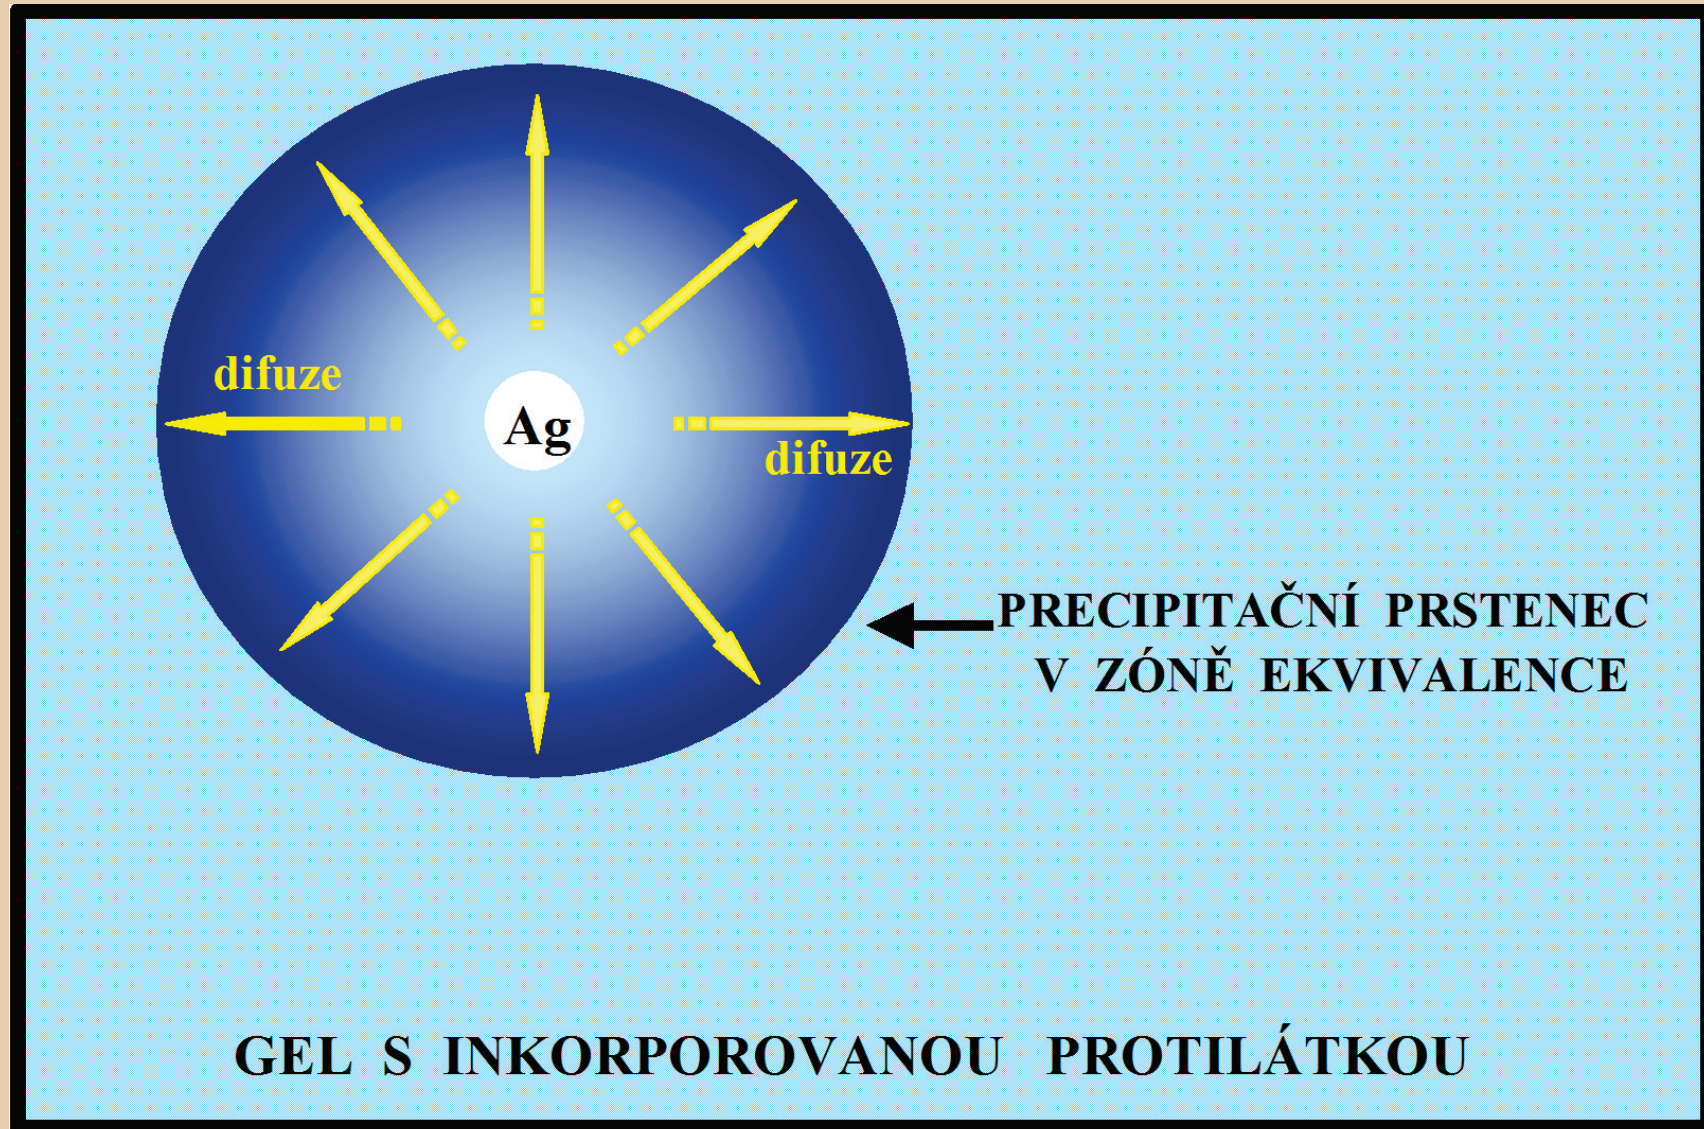 difuze
Ag
difuze
PRECIPITAČNÍ PRSTENEC
V ZÓNĚ EKVIVALENCE
GEL S INKORPOROVANOU PROTILÁTKOU